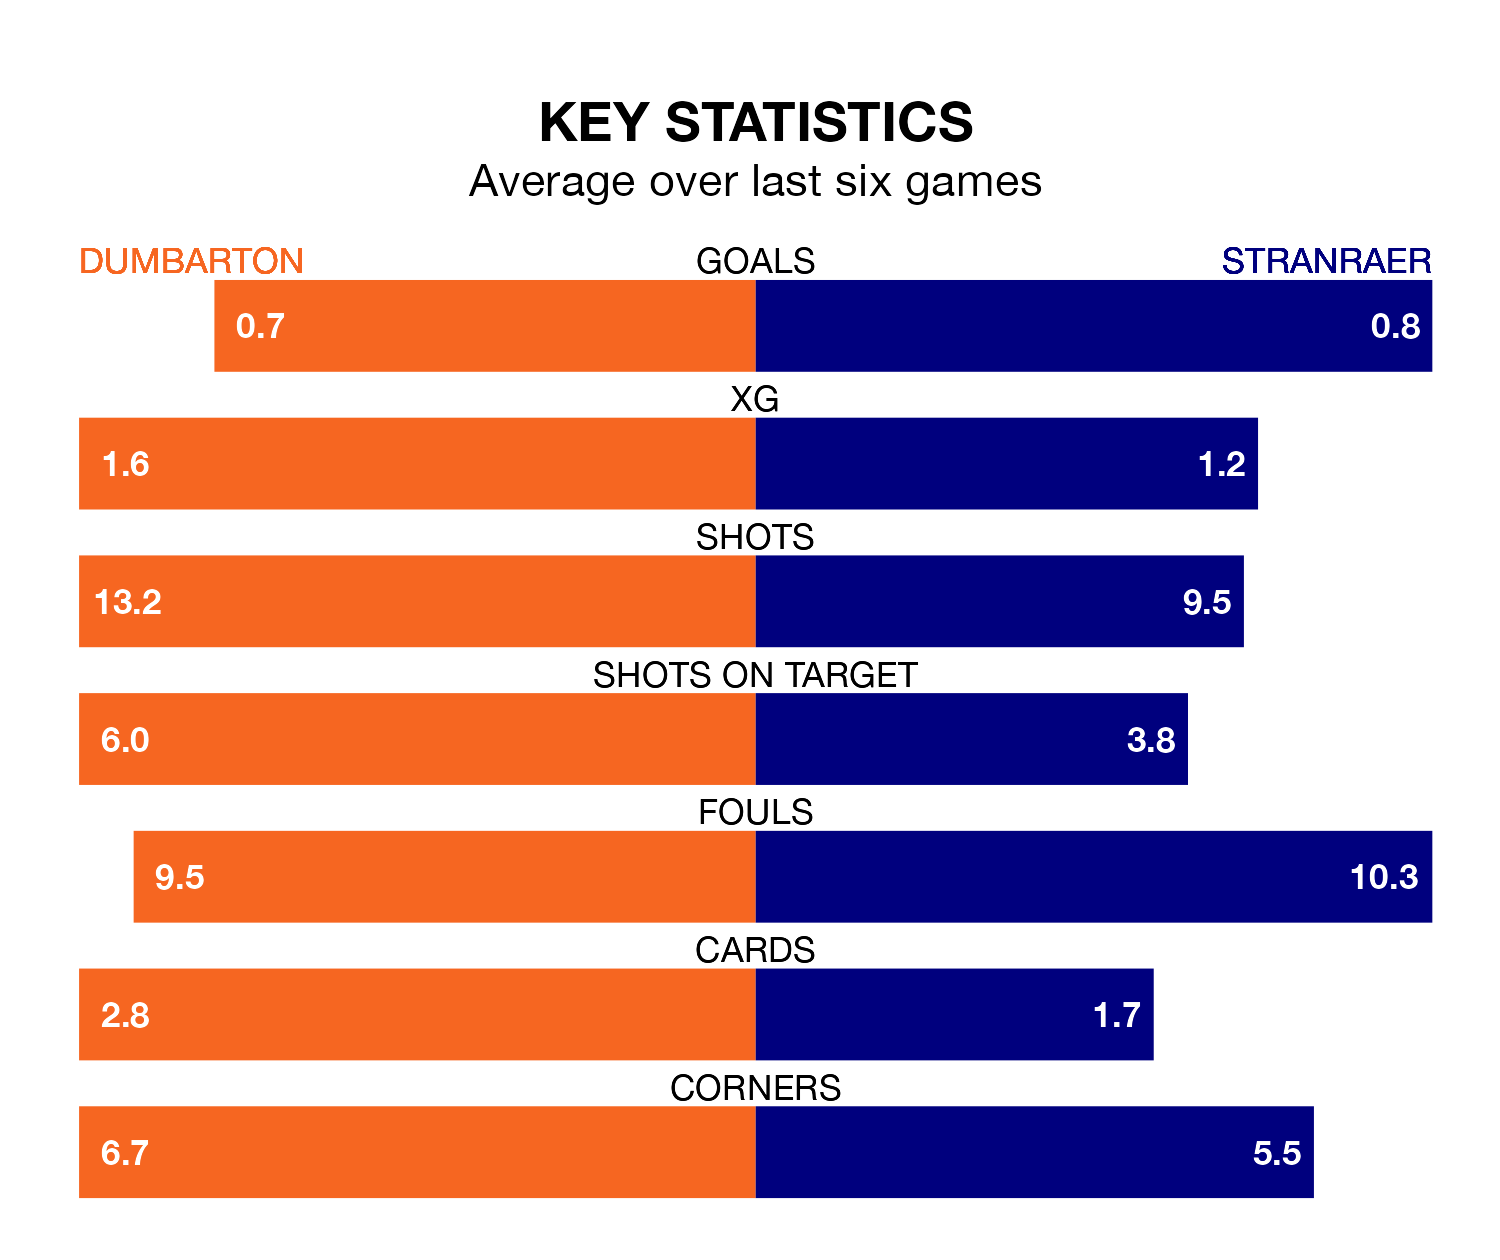 KEY STATISTICS
Average over last six games
DUMBARTON GOALS STRANRAER
0.7 0.8
XG
1.6 1.2
SHOTS
13.2 9.5
SHOTS ON TARGET
6.0 3.8
FOULS
9.5 10.3
CARDS
2.8 1.7
CORNERS
6.7 5.5